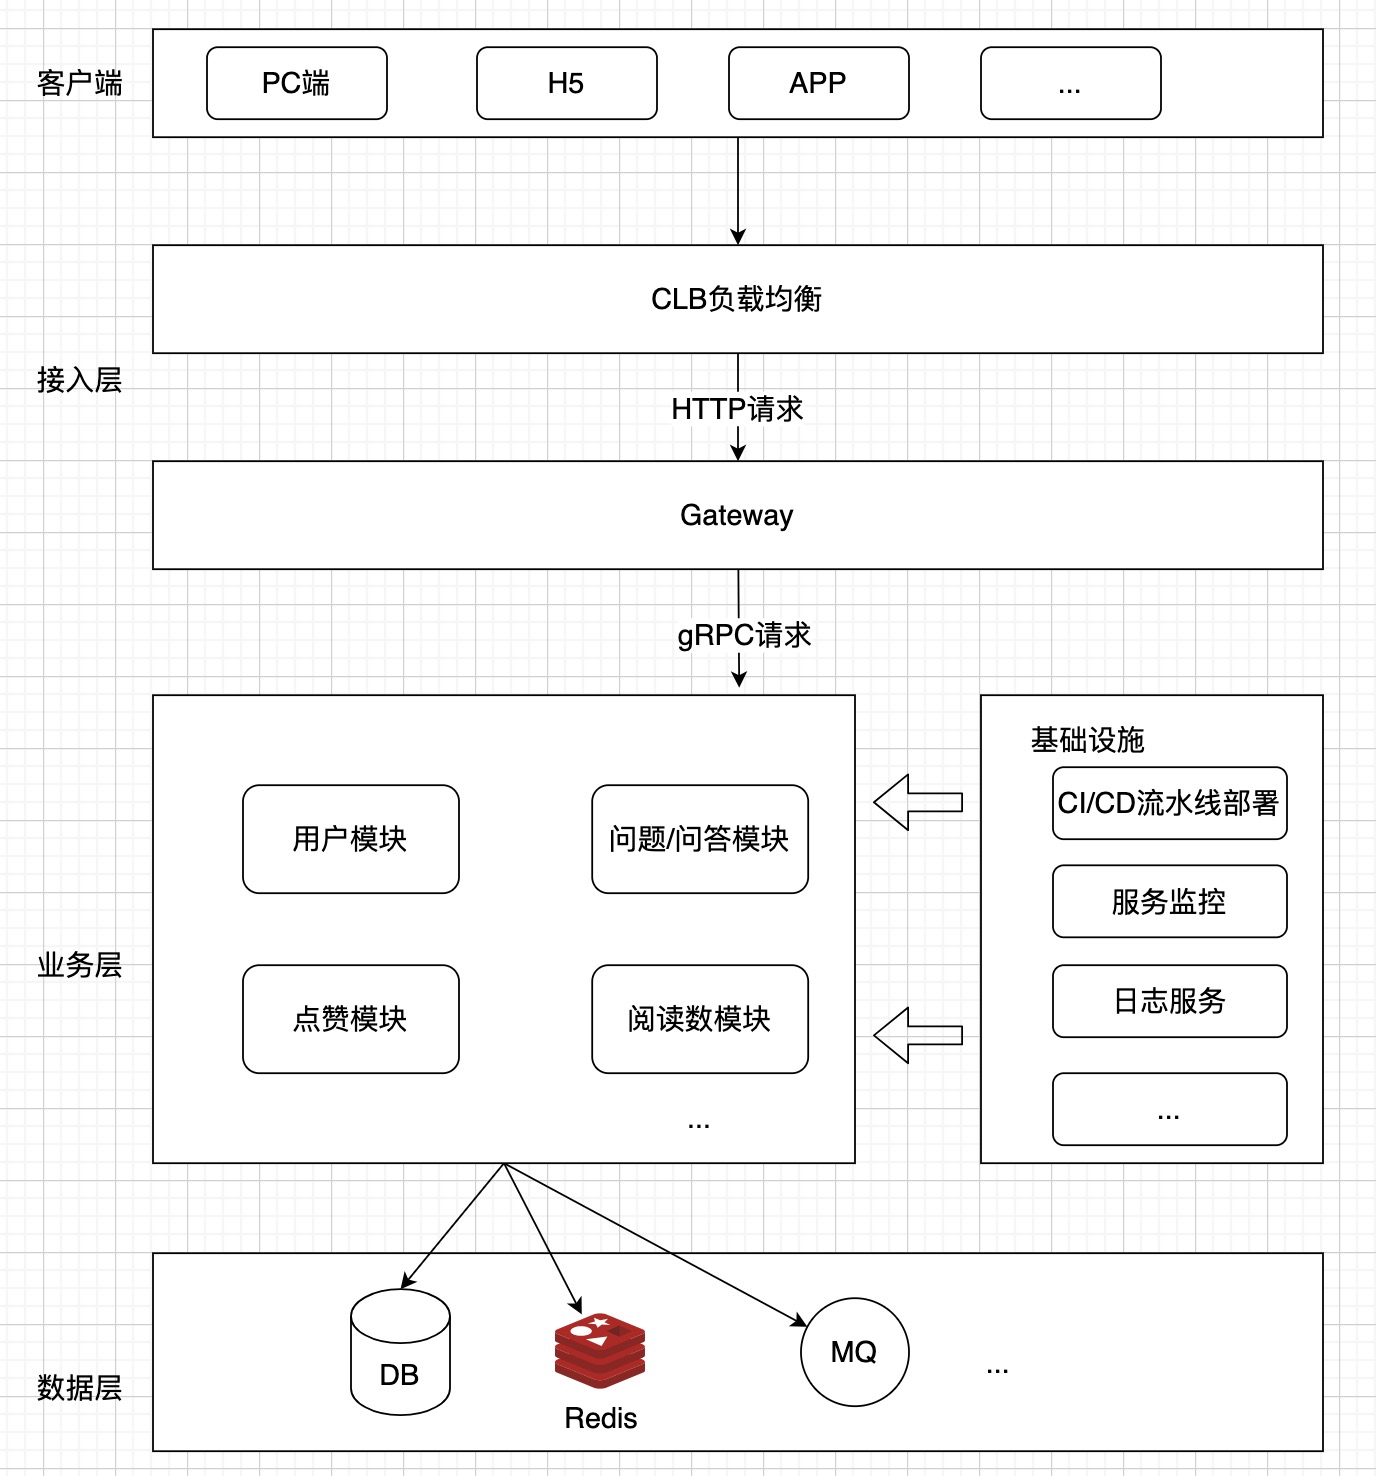 客户端
PC端
H5
APP
...
CLB负载均衡
接入层
HTTP请求
Gateway
gRPC请求
基础设施
CI/CD流水线部署
用户模块
问题/问答模块
服务监控
业务层
日志服务
点赞模块
阅读数模块
...
...
DB
MQ
...
数据层
Redis